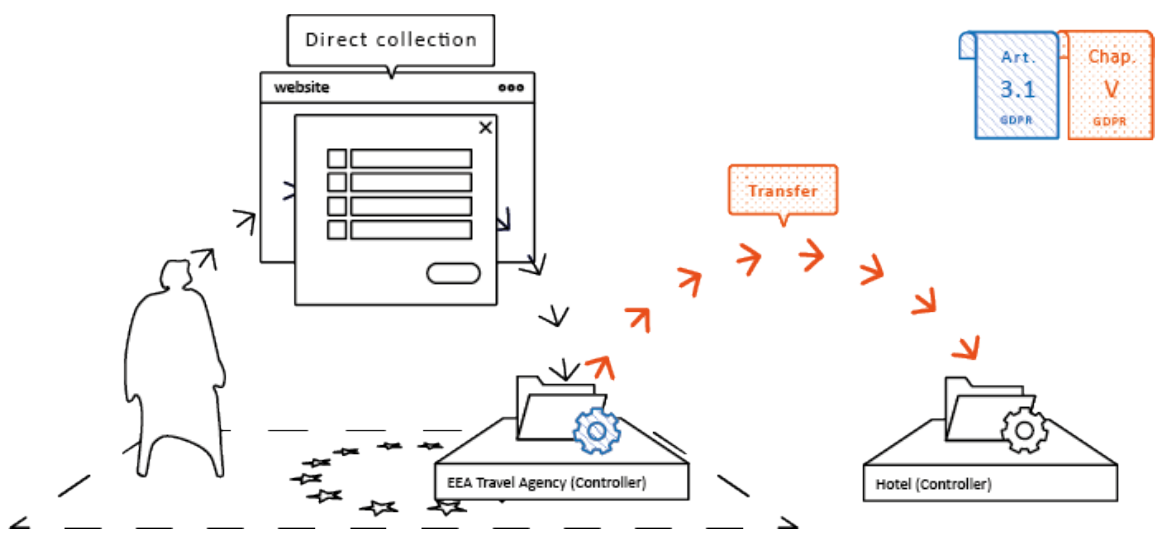 Direct collection
website
Art.
3.1
GDPR
Chap.
V
GDPR
Transfer
EEA Travel Agency (Controller)
Hotel (Controller)